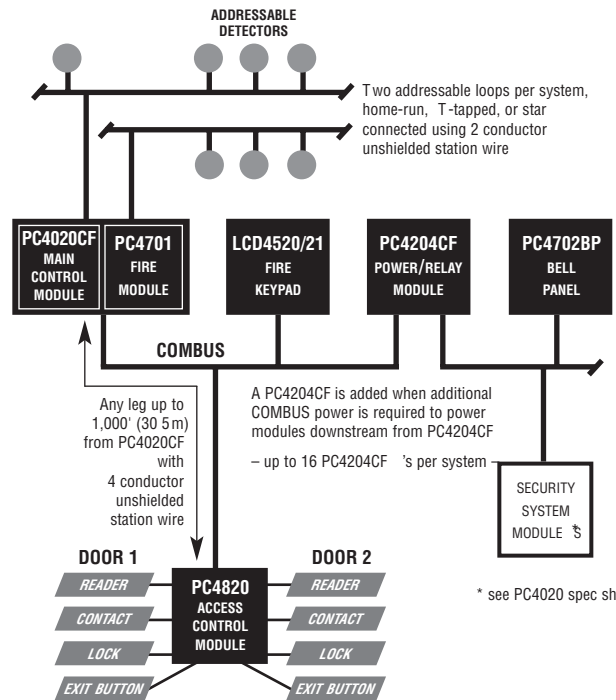 ADDRESSABLE
DETECTORS
Two addressable loops per system,
home-run, T-tapped, or star
connected using 2 conductor
unshielded station wire
PC4020CF
MAIN
CONTROL
MODULE
PC4701
FIRE
MODULE
LCD4520/21
FIRE
KEYPAD
PC4204CF
POWER/RELAY
MODULE
PC4702BP
BELL
PANEL
COMBUS
Any leg up to
1,000' (30 5 m)
from PC4020CF
with
4 conductor
unshielded
station wire
A PC4204CF is added when additional
COMBUS power is required to power
modules downstream from PC4204CF
– up to 16 PC4204CF 's per system –
SECURITY
SYSTEM
MODULE *S
* see PC4020 spec sh
DOOR 1
DOOR 2
READER
CONTACT
LOCK
EXIT BUTTON
PC4820
ACCESS
CONTROL
MODULE
READER
CONTACT
LOCK
EXIT BUTTON